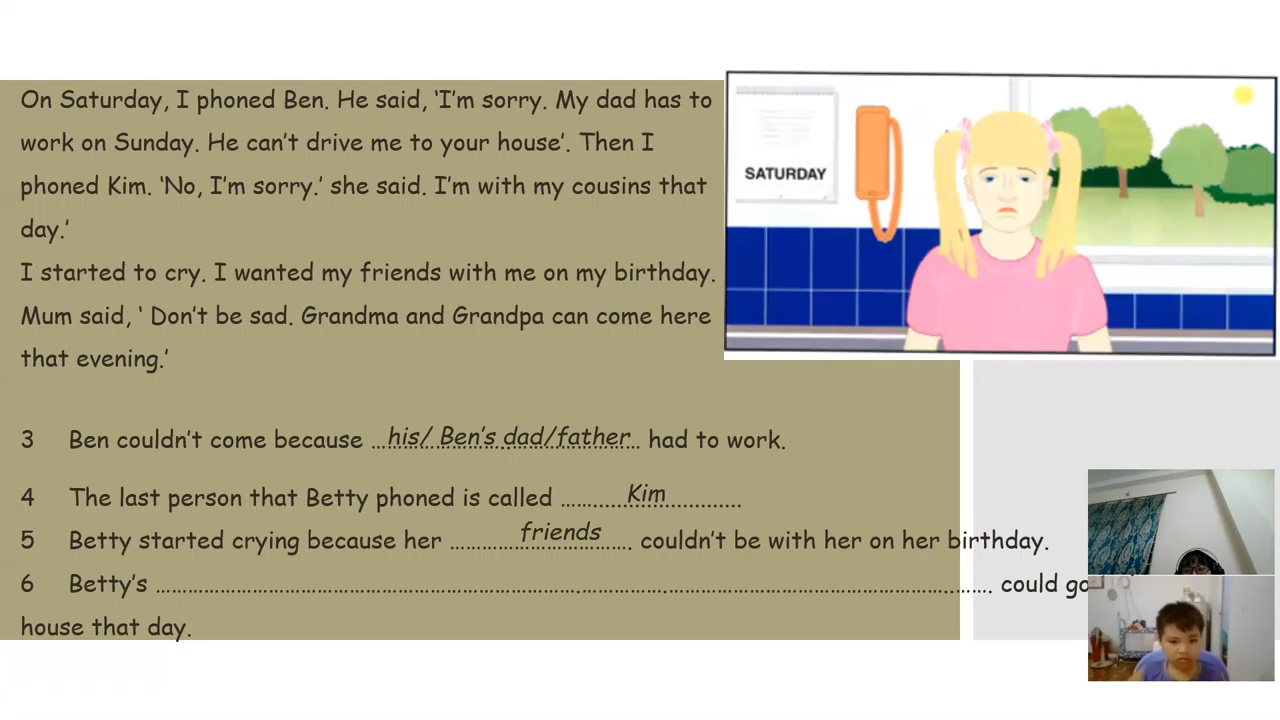 On Saturday, I phoned Ben. He said, ‘I’m sorry. My dad has to
work on Sunday. He can’t drive me to your house’. Then I
phoned Kim. ‘No, I’m sorry.’ she said. I’m with my cousins that
day.’
I started to cry. I wanted my friends with me on my birthday.
Mum said, ‘ Don’t be sad. Grandma and Grandpa can come here
that evening.’
SATURDAY
3 Ben couldn’t come because …his/ Ben’s dad/father… had to work.
4 The last person that Betty phoned is called ……Kim……
5 Betty started crying because her ……friends……. couldn’t be with her on her birthday.
6 Betty’s ……………………………………………………………………. could go
house that day.